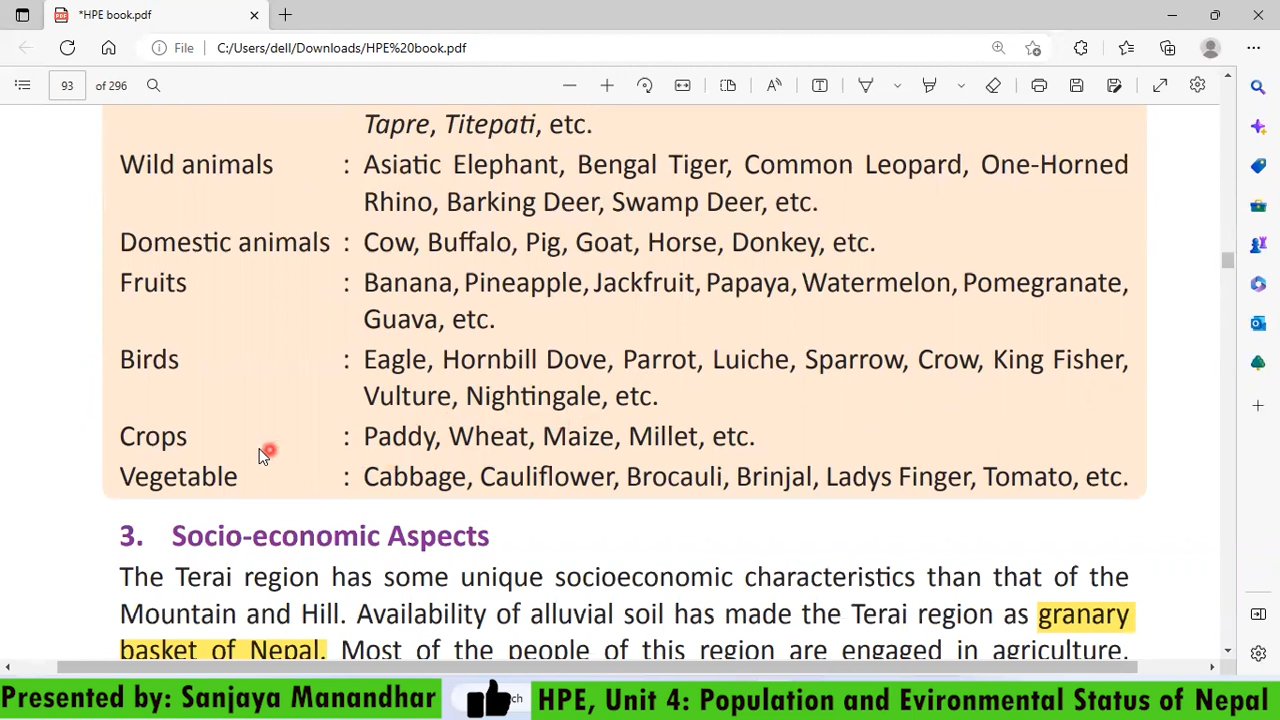 *HPE book.pdf
File C:/Users/dell/Downloads/HPE%20book.pdf
93 of 296
Tapre, Titepati, etc.
Wild animals : Asiatic Elephant, Bengal Tiger, Common Leopard, One-Horned
Rhino, Barking Deer, Swamp Deer, etc.
Domestic animals : Cow, Buffalo, Pig, Goat, Horse, Donkey, etc.
Fruits : Banana, Pineapple, Jackfruit, Papaya, Watermelon, Pomegranate,
Guava, etc.
Birds : Eagle, Hornbill Dove, Parrot, Luiche, Sparrow, Crow, King Fisher,
Vulture, Nightingale, etc.
Crops : Paddy, Wheat, Maize, Millet, etc.
Vegetable : Cabbage, Cauliflower, Brocauli, Brinjal, Ladys Finger, Tomato, etc.
3. Socio-economic Aspects
The Terai region has some unique socioeconomic characteristics than that of the
Mountain and Hill. Availability of alluvial soil has made the Terai region as granary
basket of Nepal. Most of the people of this region are engaged in agriculture.
Presented by: Sanjaya Manandhar HPE, Unit 4: Population and Evironmental Status of Nepal